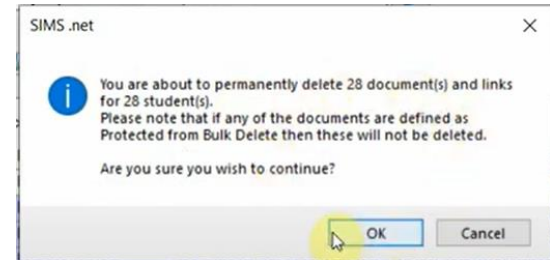 SIMS .net
You are about to permanently delete 28 document(s) and links
for 28 student(s).
Please note that if any of the documents are defined as
Protected from Bulk Delete then these will not be deleted.
Are you sure you wish to continue?
OK
Cancel